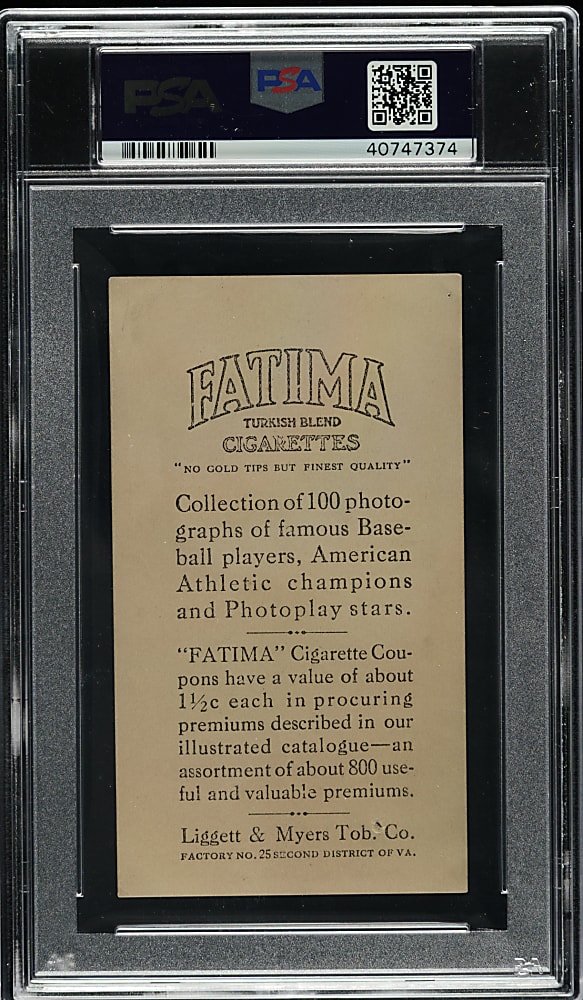 PSA
PSA
40747374
FATIMA
TURKISH BLEND
CIGARETTES
"NO GOLD TIPS BUT FINEST QUALITY"
Collection of 100 photo-
graphs of famous Base-
ball players, American
Athletic champions
and Photoplay stars.
"FATIMA" Cigarette Cou-
pons have a value of about
1½c each in procuring
premiums described in our
illustrated catalogue—an
assortment of about 800 use-
ful and valuable premiums.
Liggett & Myers Tob. Co.
FACTORY NO. 25 SECOND DISTRICT OF VA.